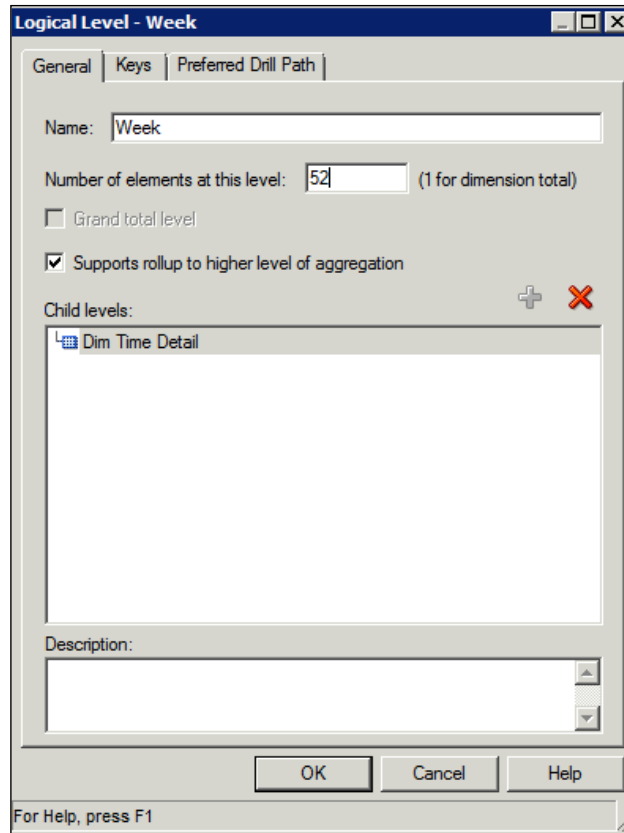 Logical Level - Week
General Keys Preferred Drill Path
Name: Week
Number of elements at this level: 52 (1 for dimension total)
Grand total level
Supports rollup to higher level of aggregation
Child levels:
Dim Time Detail
Description:
OK Cancel Help
For Help, press F1